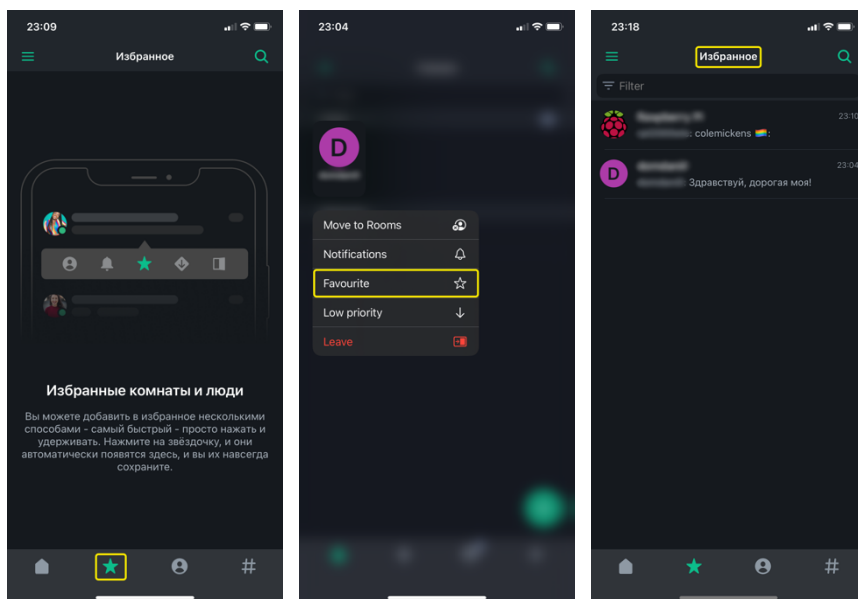 23:09
Избранное
Избранные комнаты и люди
Вы можете добавить в избранное несколькими
способами - самый быстрый - просто нажать и
удерживать. Нажмите на звёздочку, и они
автоматически появятся здесь, и вы их навсегда
сохраните.
23:04
D
Move to Rooms
Notifications
Favourite
Low priority
Leave
23:18
Избранное
Filter
23:10
: colemickens 🏳️‍🌈:
D
23:04
Здравствуй, дорогая моя!